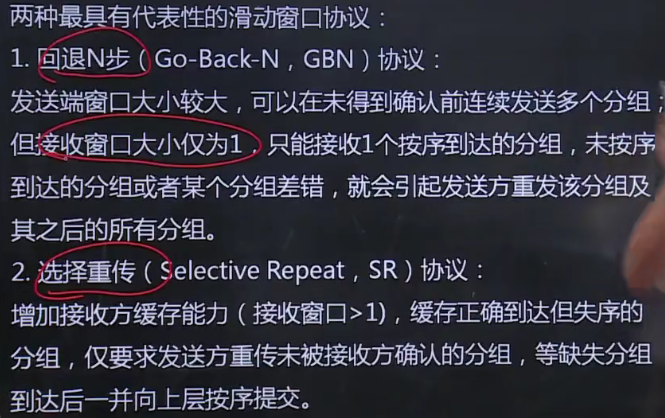 两种最具有代表性的滑动窗口协议：
1. 回退N步（Go-Back-N，GBN）协议：
发送端窗口大小较大，可以在未得到确认前连续发送多个分组；
但接收窗口大小仅为1，只能接收1个按序到达的分组，未按序
到达的分组或者某个分组差错，就会引起发送方重发该分组及
其之后的所有分组。
2. 选择重传（Selective Repeat，SR）协议：
增加接收方缓存能力（接收窗口>1)，缓存正确到达但失序的
分组，仅要求发送方重传未被接收方确认的分组，等缺失分组
到达后一并向上层按序提交。